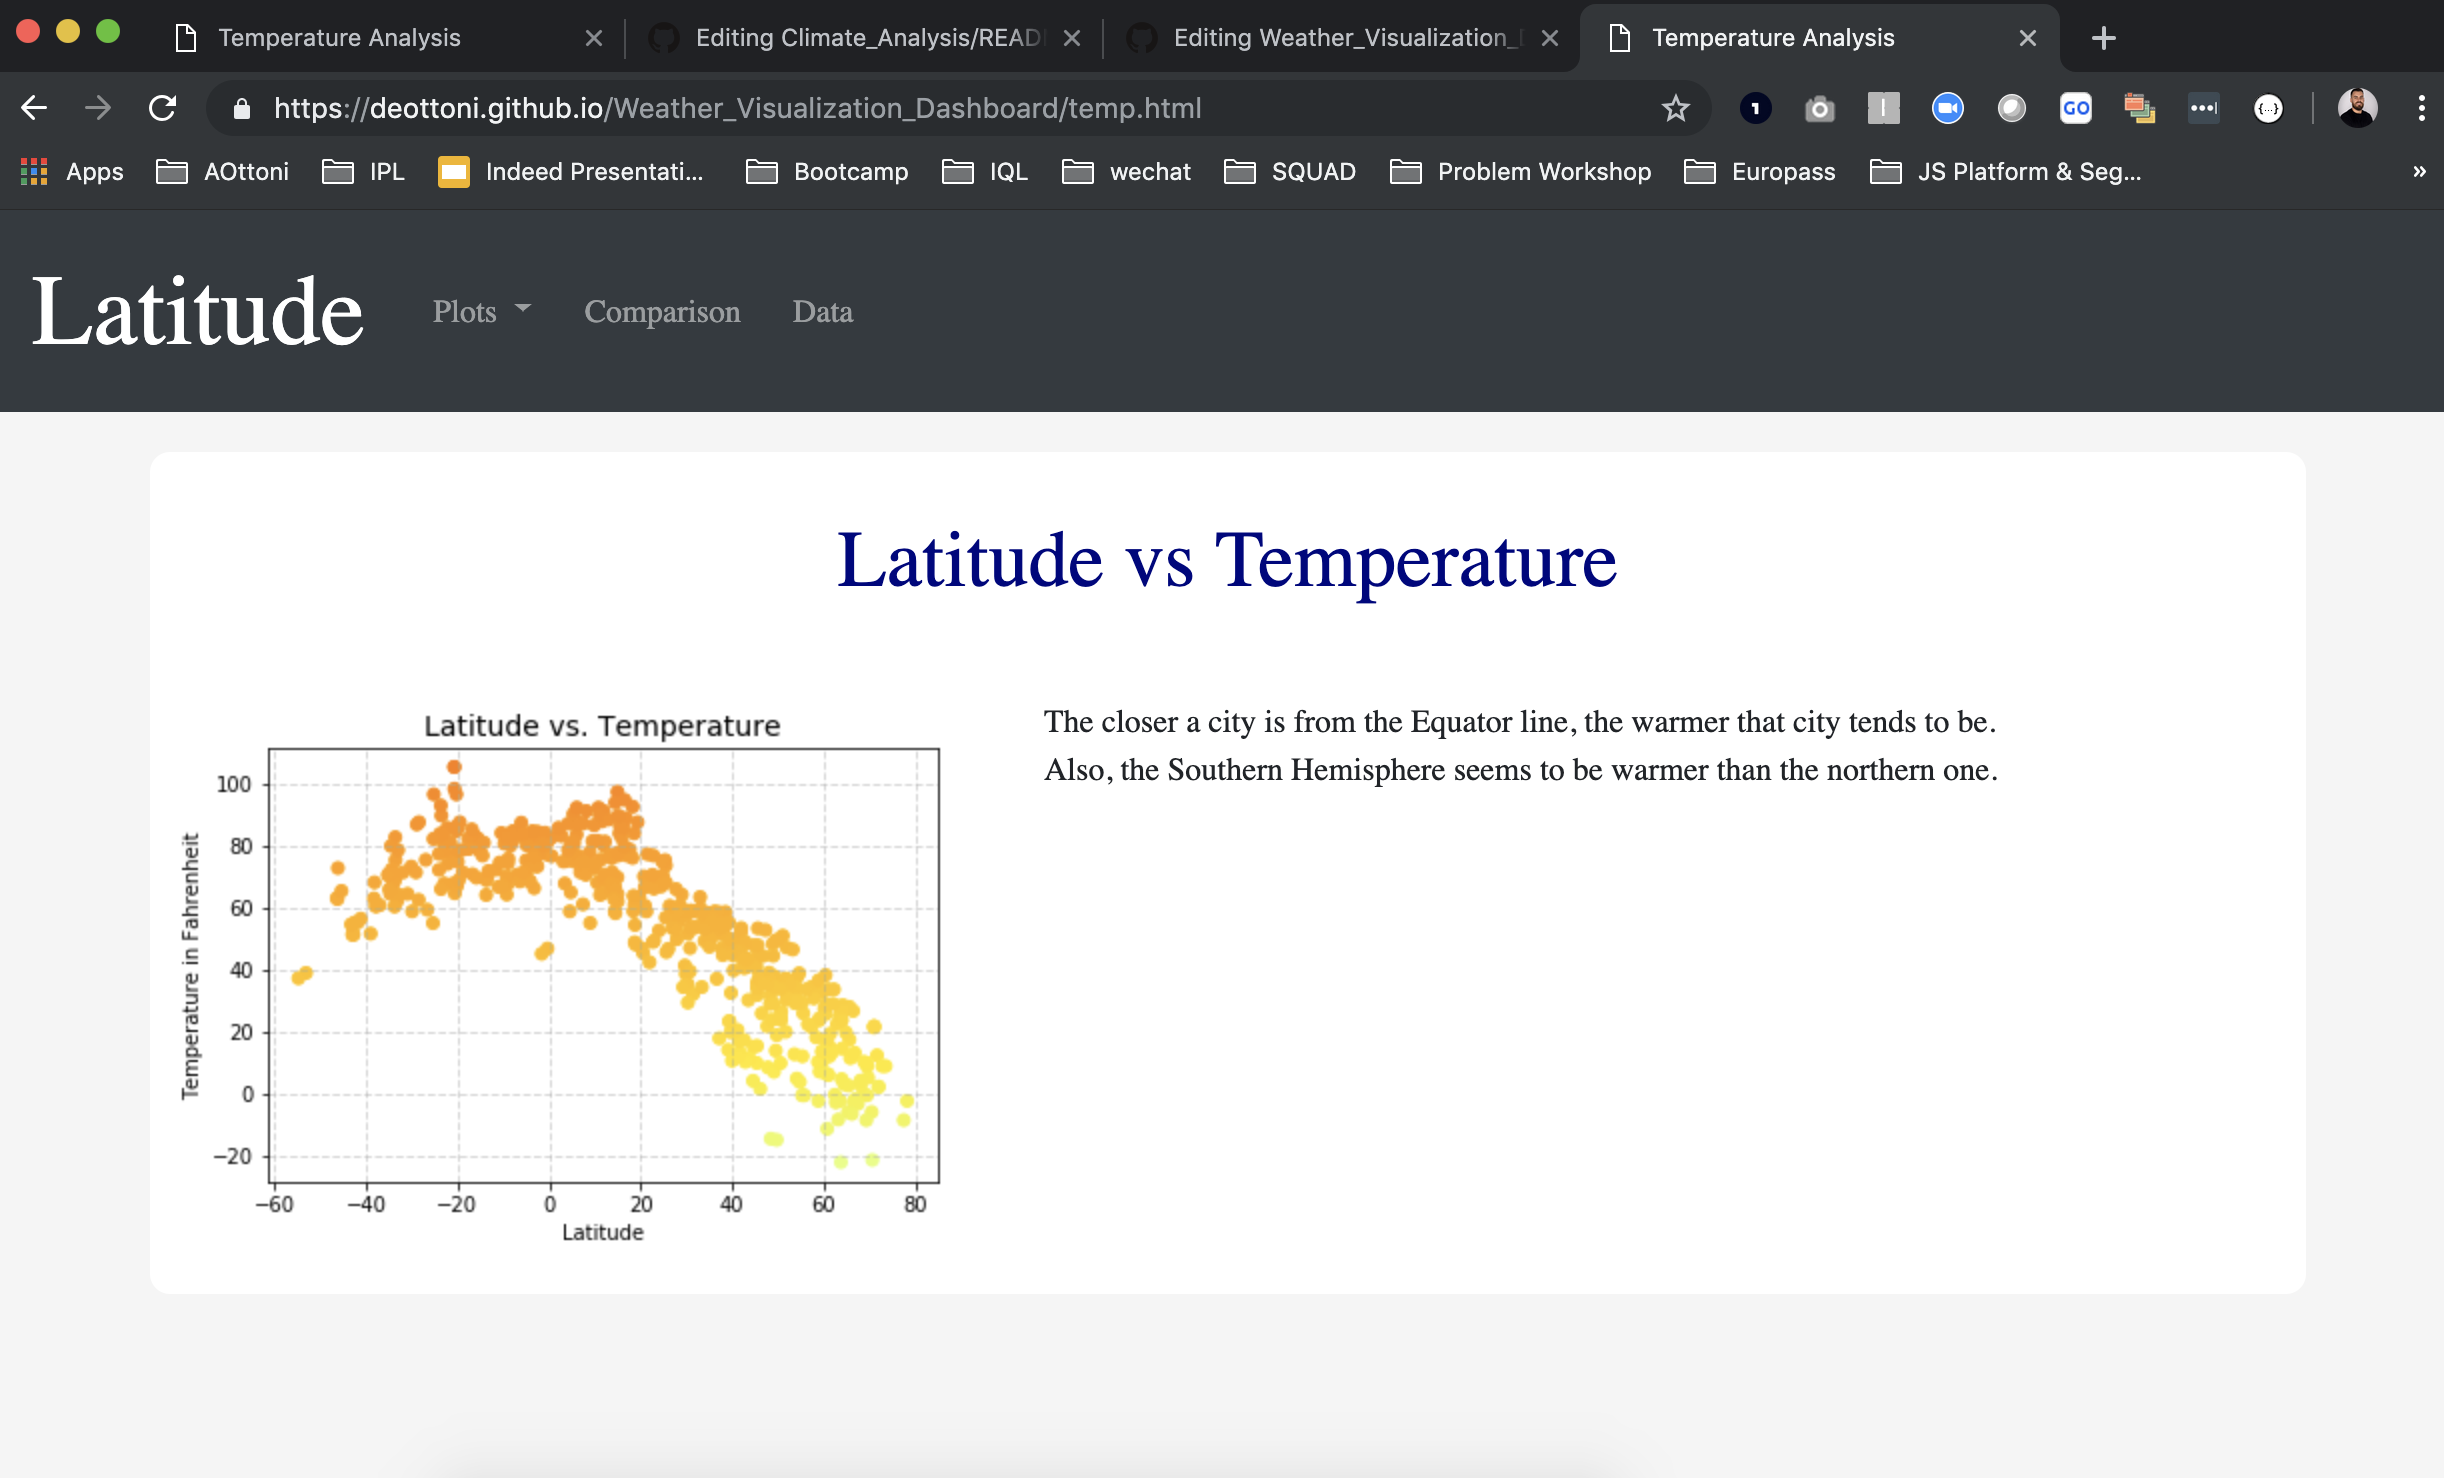 Temperature Analysis
Editing Climate_Analysis/READ
Editing Weather_Visualization_
Temperature Analysis
https://deottoni.github.io/Weather_Visualization_Dashboard/temp.html
1
GO
{...}
Apps
AOttoni
IPL
Indeed Presentati...
Bootcamp
IQL
wechat
SQUAD
Problem Workshop
Europass
JS Platform & Seg...
»
Latitude
Plots
Comparison
Data
Latitude vs Temperature
Latitude vs. Temperature
Temperature in Fahrenheit
100
80
60
40
20
0
−20
−60
−40
−20
0
20
40
60
80
Latitude
The closer a city is from the Equator line, the warmer that city tends to be.
Also, the Southern Hemisphere seems to be warmer than the northern one.